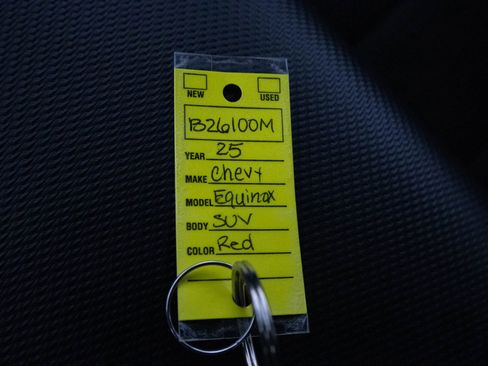 NEW USED
B26100M
YEAR 25
MAKE Chevy
MODEL Equinox
BODY SUV
COLOR Red